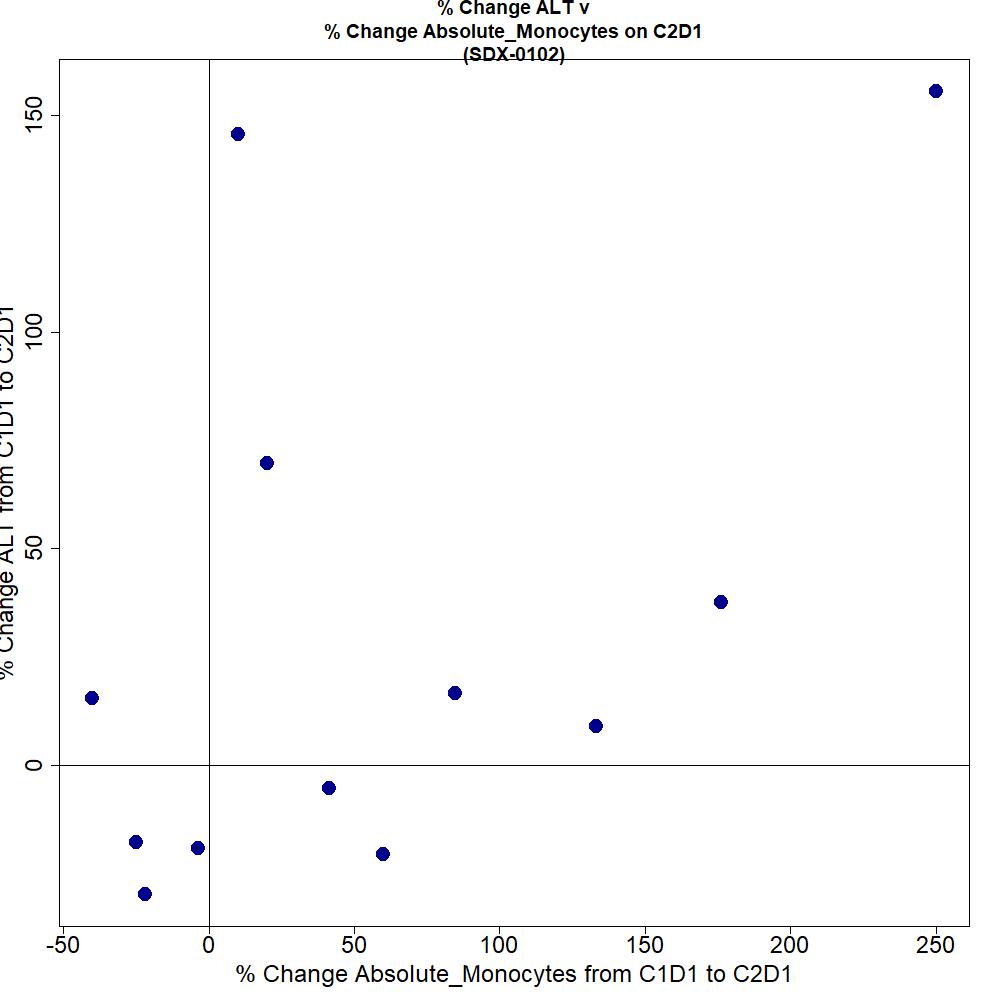 % Change ALT v
% Change Absolute_Monocytes on C2D1
(SDX-0102)
% Change ALT from C1D1 to C2D1
150
100
50
0
-50
0
50
100
150
200
250
% Change Absolute_Monocytes from C1D1 to C2D1